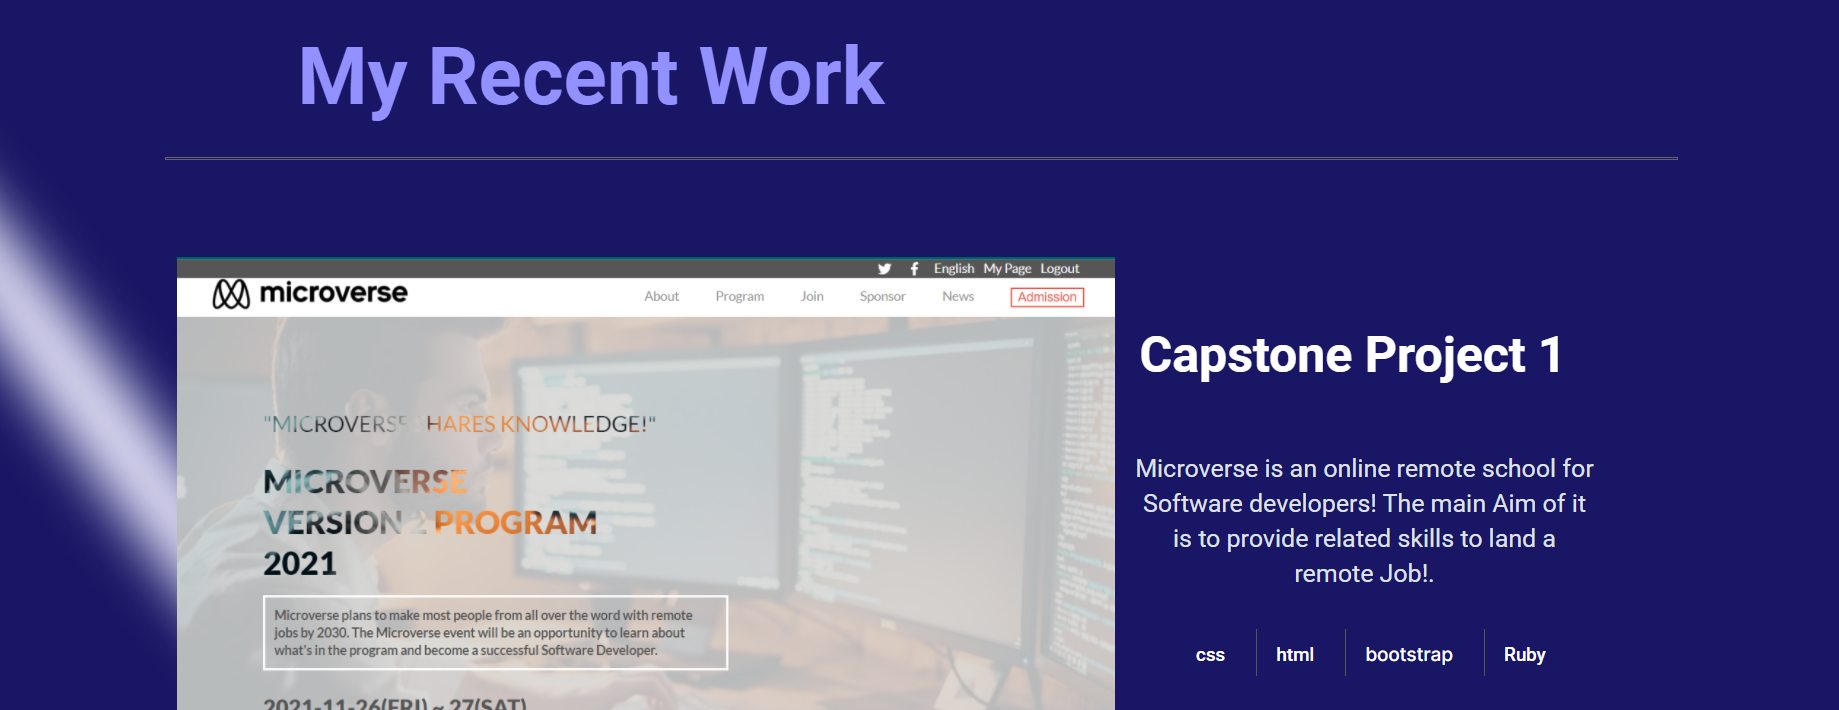 My Recent Work
English My Page Logout
microverse
About Program Join Sponsor News Admission
"MICROVERSE SHARES KNOWLEDGE!"
MICROVERSE
VERSION 2 PROGRAM
2021
Microverse plans to make most people from all over the word with remote
jobs by 2030. The Microverse event will be an opportunity to learn about
what's in the program and become a successful Software Developer.
2021-11-26(FRI) ~ 27(SAT)
Capstone Project 1
Microverse is an online remote school for
Software developers! The main Aim of it
is to provide related skills to land a
remote Job!.
css html bootstrap Ruby